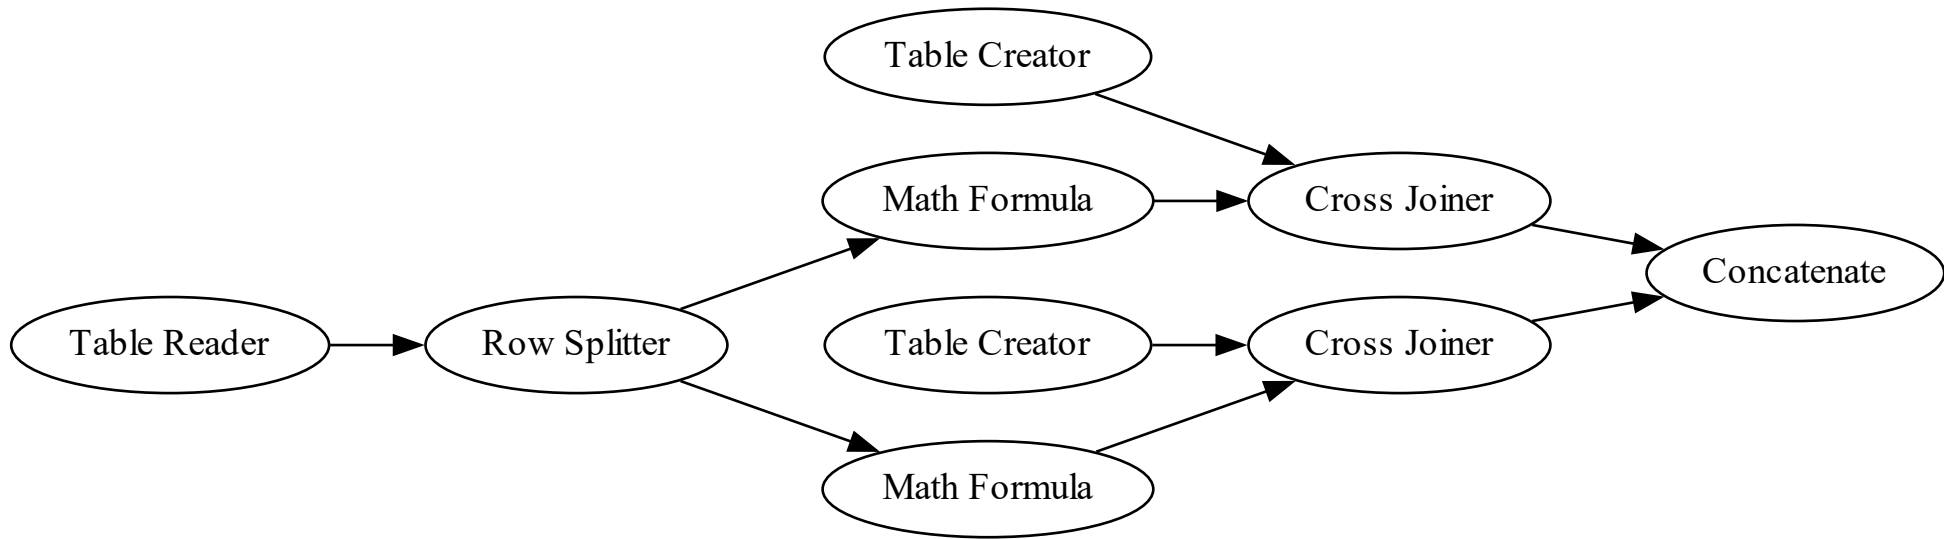 Table Creator
Math Formula
Cross Joiner
Concatenate
Table Reader
Row Splitter
Table Creator
Cross Joiner
Math Formula